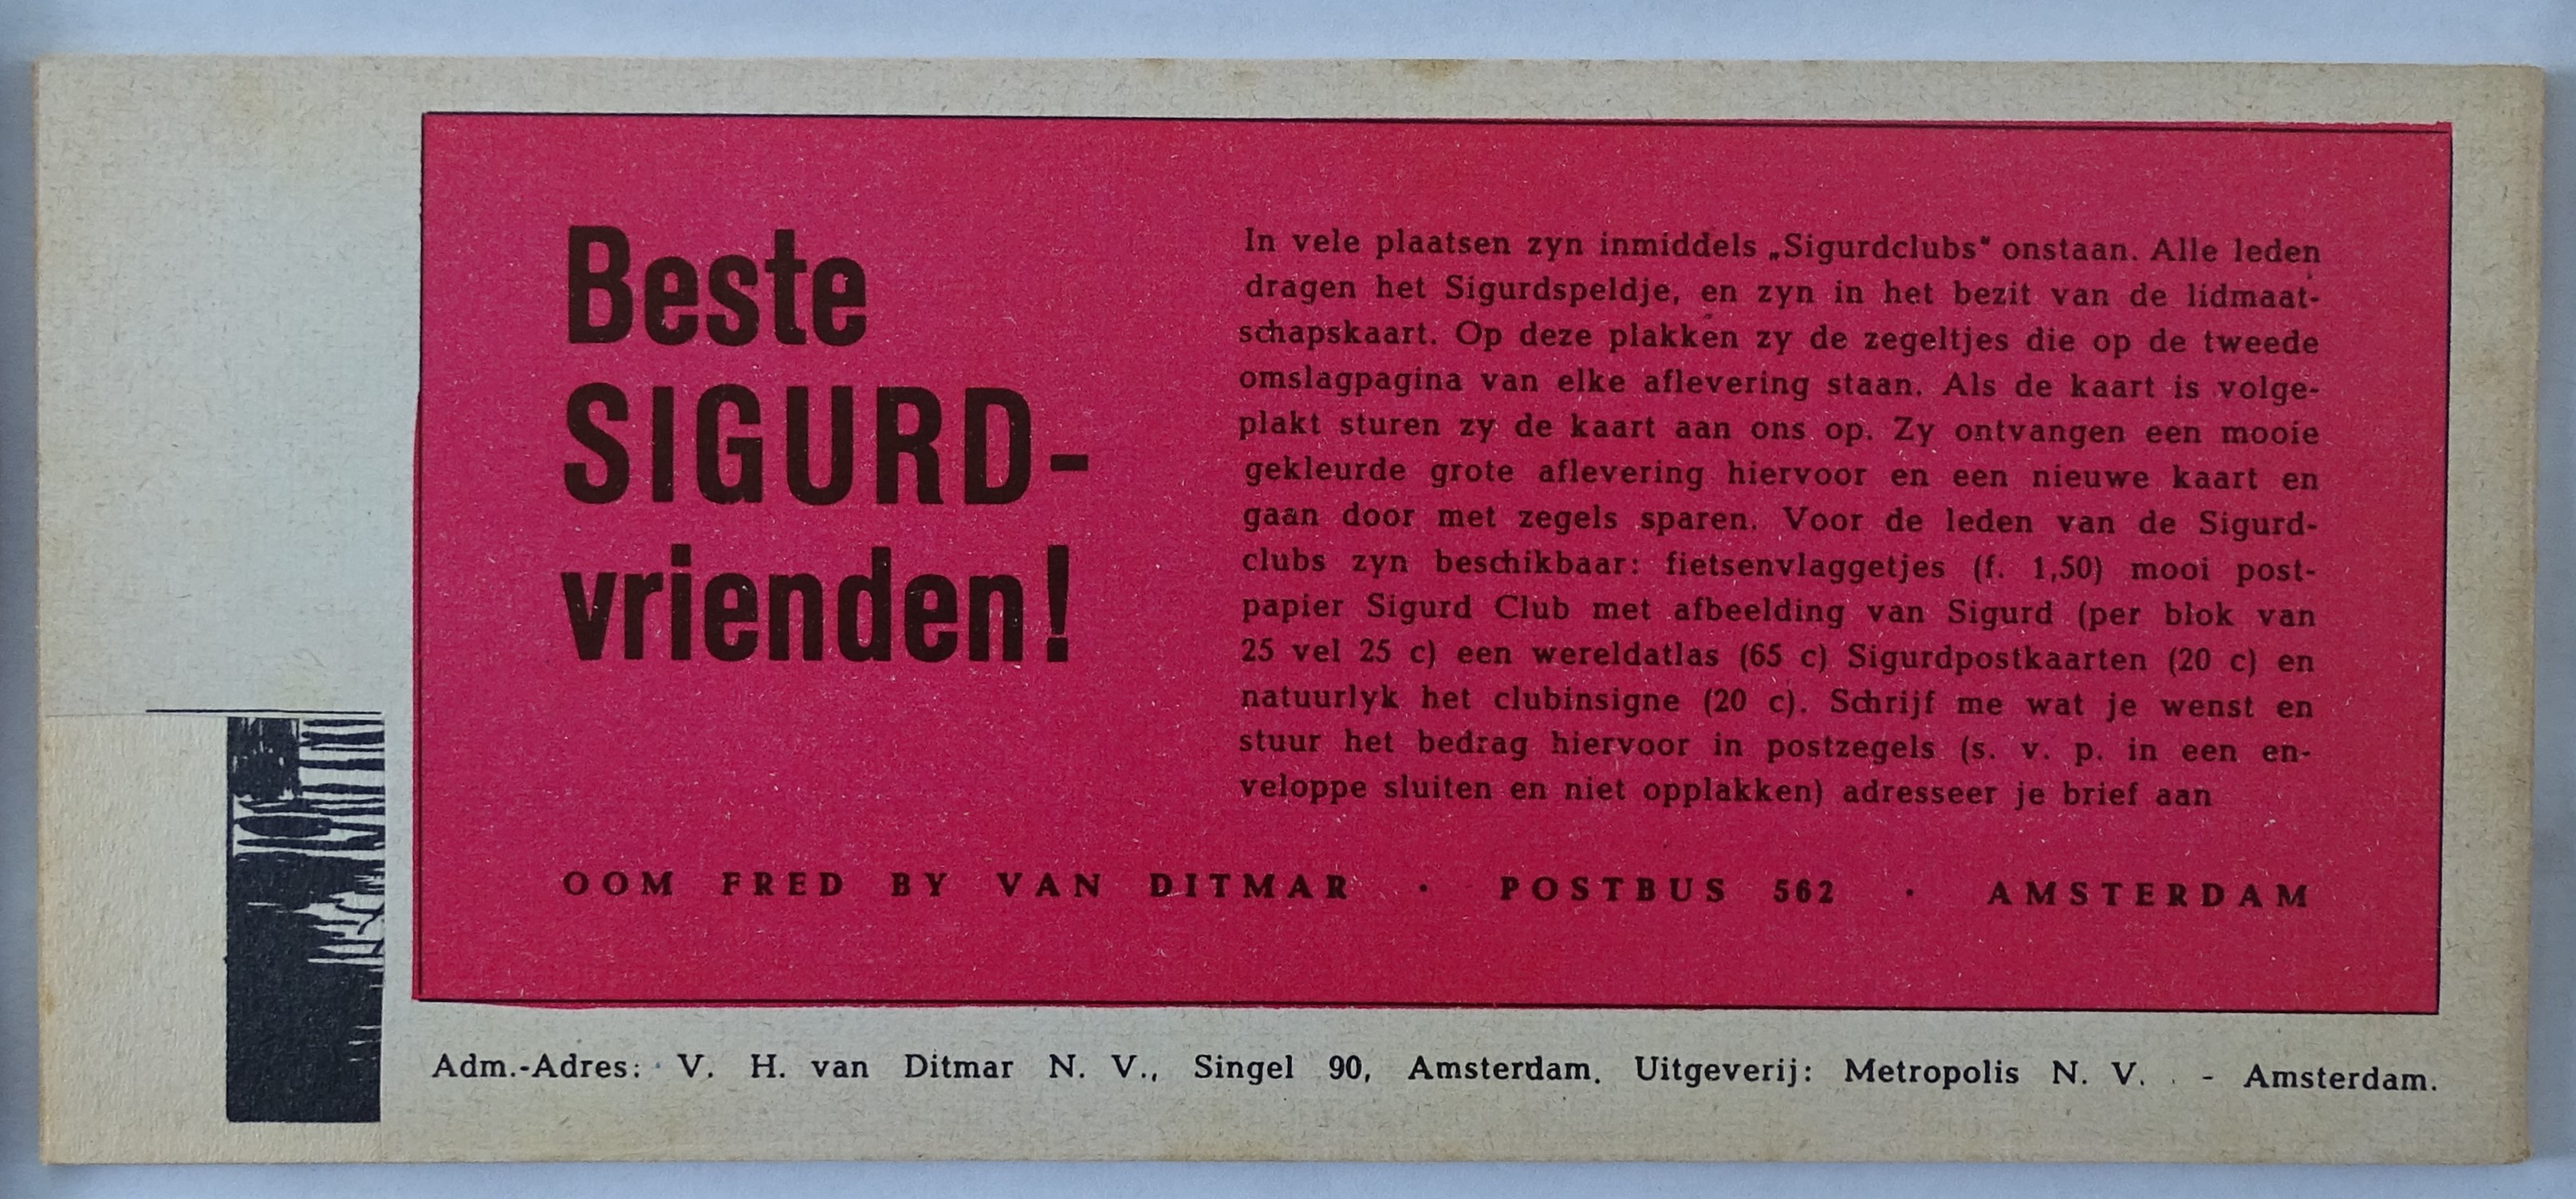 Beste
SIGURD-
vrienden!
In vele plaatsen zyn inmiddels „Sigurdclubs" onstaan. Alle leden
dragen het Sigurdspeldje, en zyn in het bezit van de lidmaat-
schapskaart. Op deze plakken zy de zegeltjes die op de tweede
omslagpagina van elke aflevering staan. Als de kaart is volge-
plakt sturen zy de kaart aan ons op. Zy ontvangen een mooie
gekleurde grote aflevering hiervoor en een nieuwe kaart en
gaan door met zegels sparen. Voor de leden van de Sigurd-
clubs zyn beschikbaar: fietsenvlaggetjes (f. 1,50) mooi post-
papier Sigurd Club met afbeelding van Sigurd (per blok van
25 vel 25 c) een wereldatlas (65 c) Sigurdpostkaarten (20 c) en
natuurlyk het clubinsigne (20 c). Schrijf me wat je wenst en
stuur het bedrag hiervoor in postzegels (s. v. p. in een en-
veloppe sluiten en niet opplakken) adresseer je brief aan
OOM FRED BY VAN DITMAR · POSTBUS 562 · AMSTERDAM
Adm.-Adres: V. H. van Ditmar N. V., Singel 90, Amsterdam. Uitgeverij: Metropolis N. V. - Amsterdam.